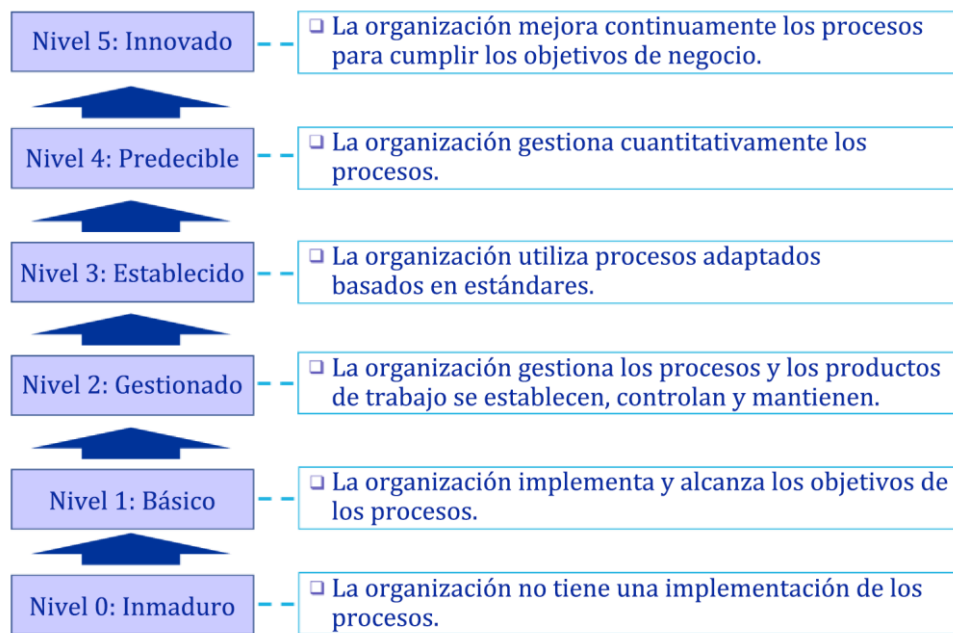 Nivel 5: Innovado
❑ La organización mejora continuamente los procesos
para cumplir los objetivos de negocio.
Nivel 4: Predecible
❑ La organización gestiona cuantitativamente los
procesos.
Nivel 3: Establecido
❑ La organización utiliza procesos adaptados
basados en estándares.
Nivel 2: Gestionado
❑ La organización gestiona los procesos y los productos
de trabajo se establecen, controlan y mantienen.
Nivel 1: Básico
❑ La organización implementa y alcanza los objetivos de
los procesos.
Nivel 0: Inmaduro
❑ La organización no tiene una implementación de los
procesos.